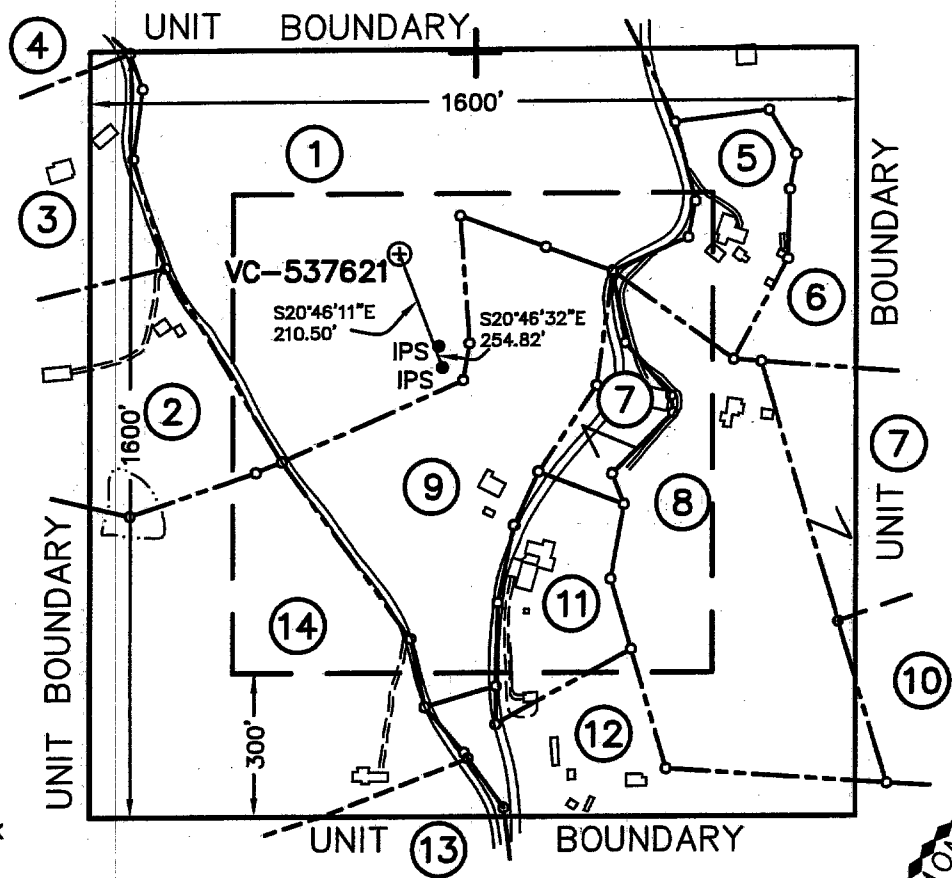 UNIT BOUNDARY
4
1600'
1
5
3
VC-537621
S20°46'11"E
210.50'
S20°46'32"E
254.82'
IPS
IPS
BOUNDARY
6
2
1600'
7
7
9
8
UNIT
UNIT BOUNDARY
14
11
10
300'
12
UNIT BOUNDARY
13